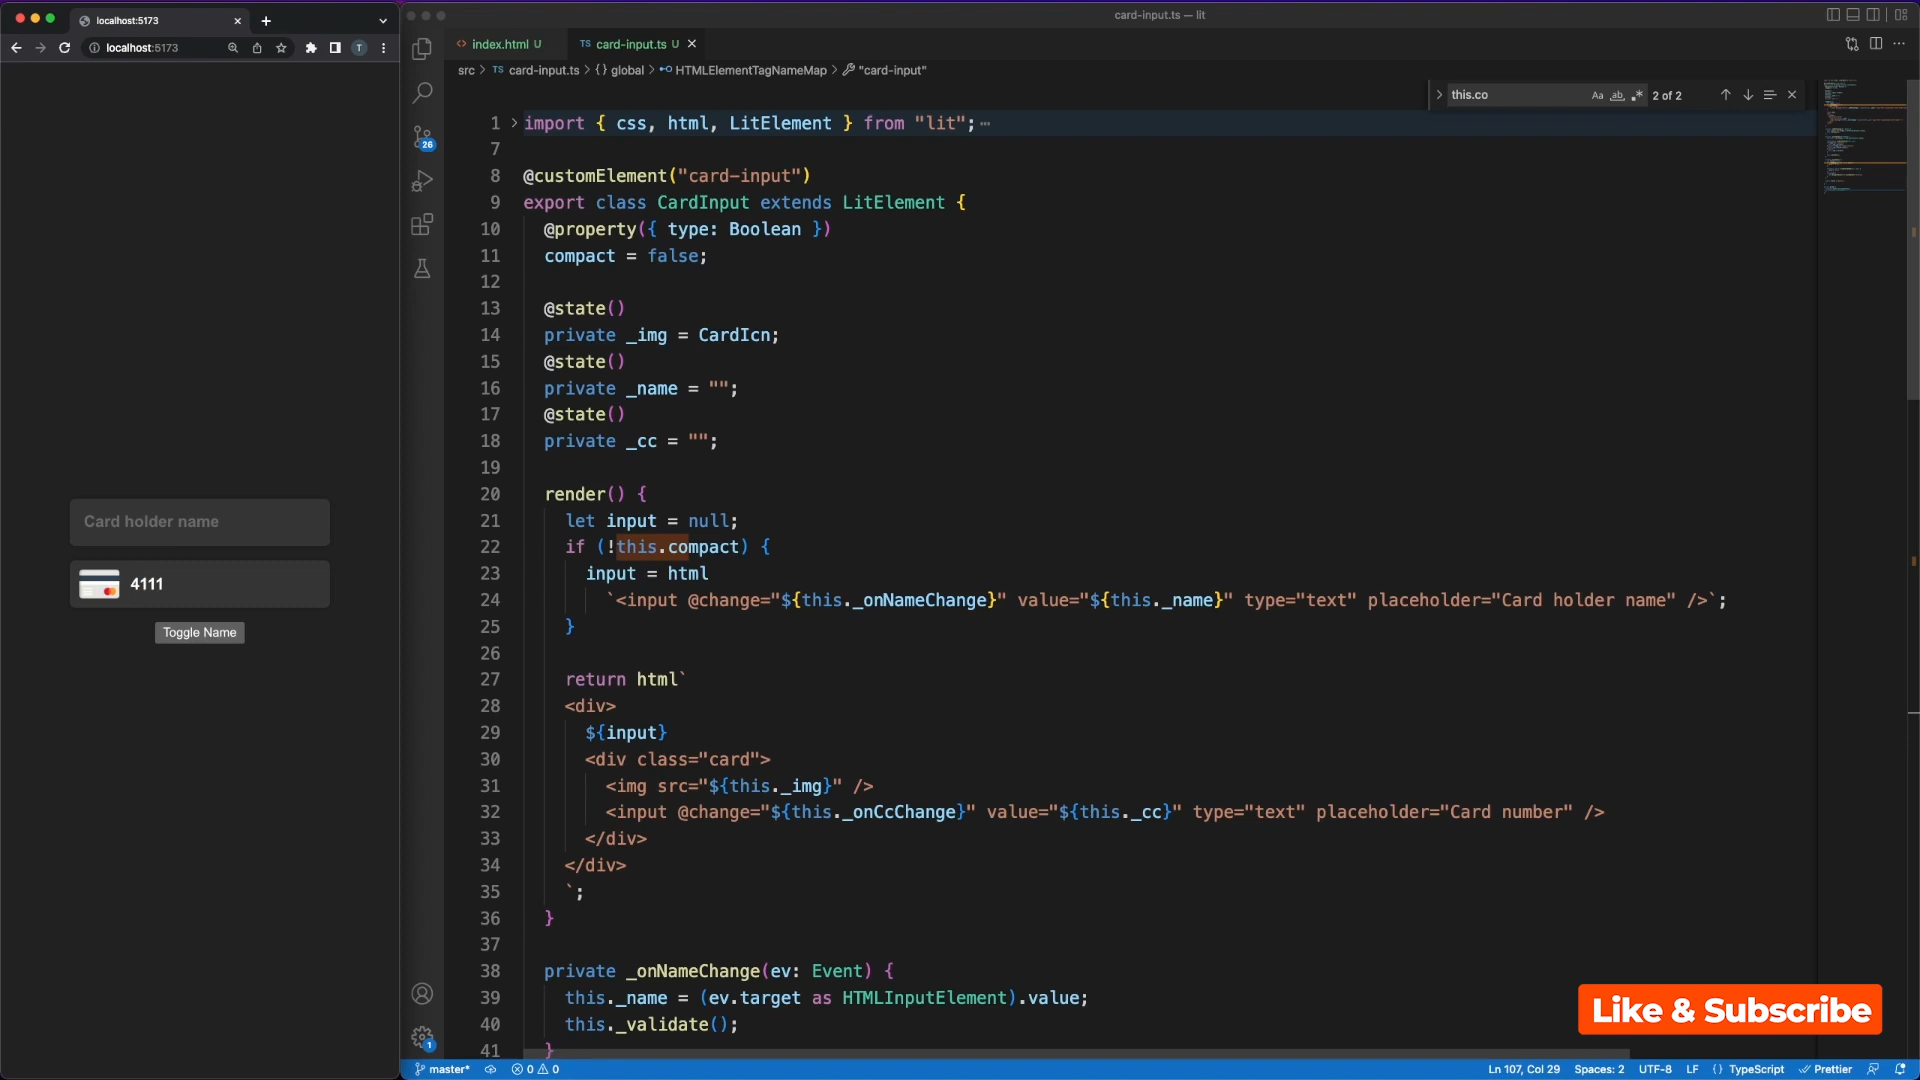 localhost:5173
localhost:5173
T
Card holder name
4111
Toggle Name
card-input.ts — lit
index.html U
TS card-input.ts U
src > TS card-input.ts > {} global > HTMLElementTagNameMap > "card-input"
this.co
Aa ab .* 2 of 2
26
1
1 import { css, html, LitElement } from "lit"; ⋯
7
8 @customElement("card-input")
9 export class CardInput extends LitElement {
10 @property({ type: Boolean })
11 compact = false;
12
13 @state()
14 private _img = CardIcn;
15 @state()
16 private _name = "";
17 @state()
18 private _cc = "";
19
20 render() {
21 let input = null;
22 if (!this.compact) {
23 input = html
24 `<input @change="${this._onNameChange}" value="${this._name}" type="text" placeholder="Card holder name" />`;
25 }
26
27 return html`
28 <div>
29 ${input}
30 <div class="card">
31 <img src="${this._img}" />
32 <input @change="${this._onCcChange}" value="${this._cc}" type="text" placeholder="Card number" />
33 </div>
34 </div>
35 `;
36 }
37
38 private _onNameChange(ev: Event) {
39 this._name = (ev.target as HTMLInputElement).value;
40 this._validate();
41 }
Like & Subscribe
master* 0 0
Ln 107, Col 29 Spaces: 2 UTF-8 LF {} TypeScript Prettier